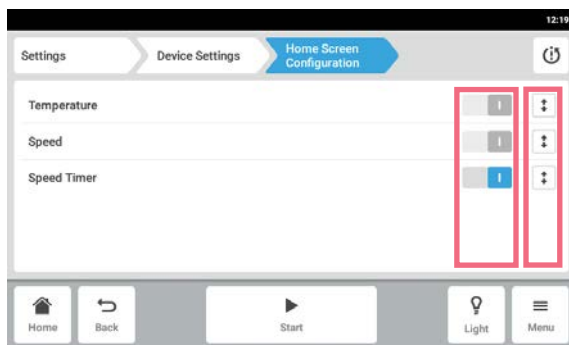 12:19
Settings
Device Settings
Home Screen
Configuration
Temperature
Speed
Speed Timer
Home
Back
Start
Light
Menu